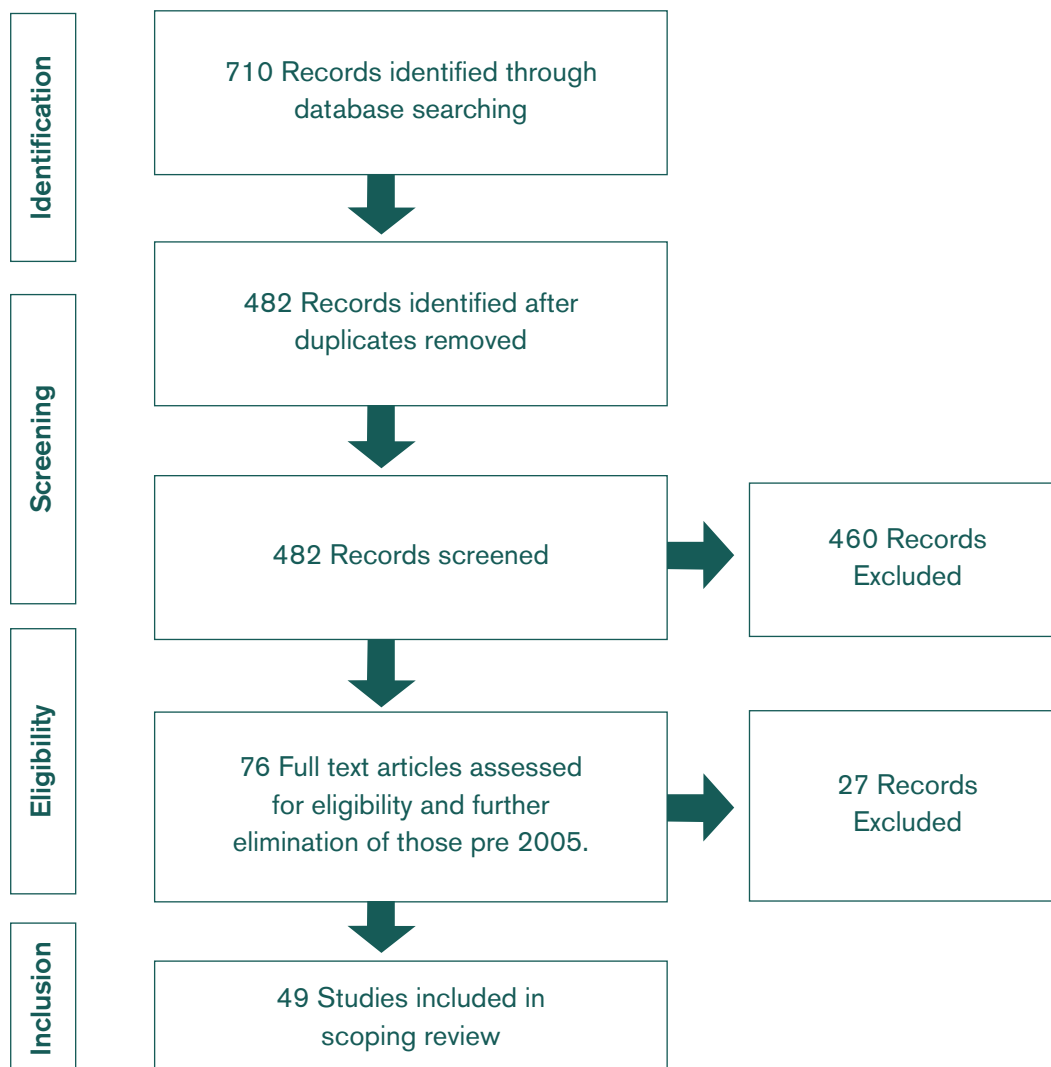 Identification
710 Records identified through
database searching
482 Records identified after
duplicates removed
Screening
482 Records screened
460 Records
Excluded
Eligibility
76 Full text articles assessed
for eligibility and further
elimination of those pre 2005.
27 Records
Excluded
Inclusion
49 Studies included in
scoping review